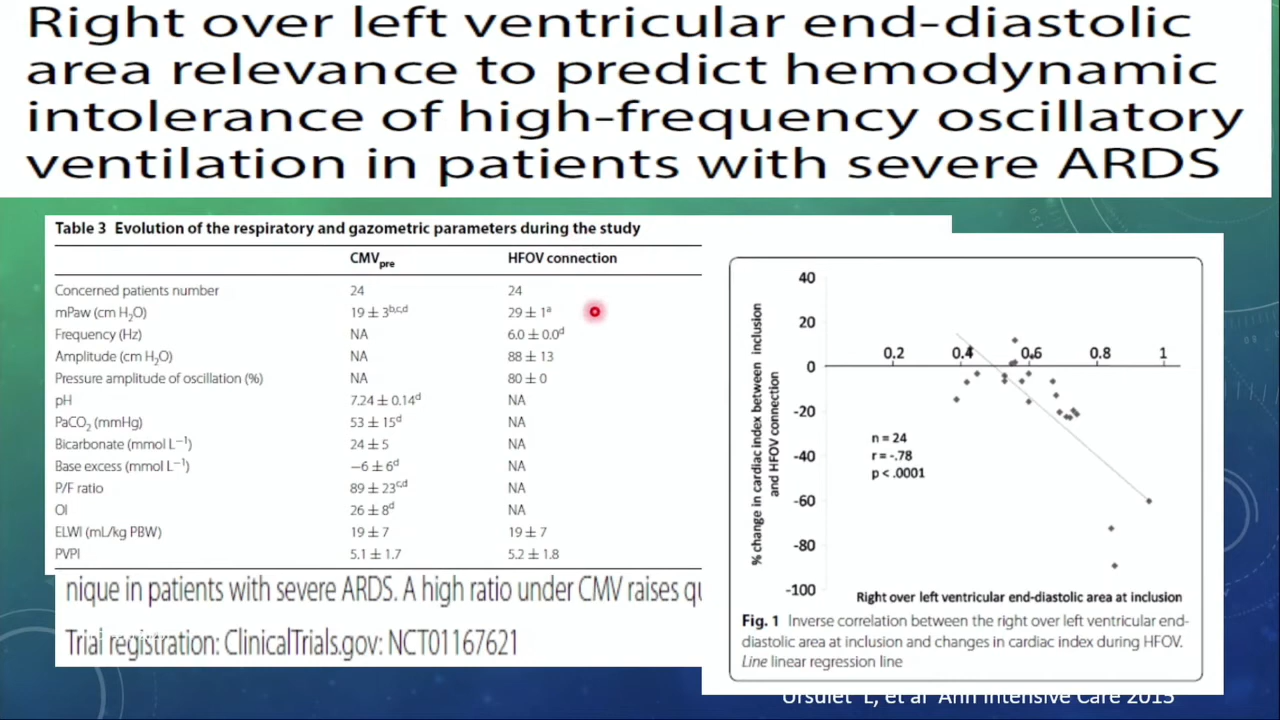 Right over left ventricular end-diastolic
area relevance to predict hemodynamic
intolerance of high-frequency oscillatory
ventilation in patients with severe ARDS
Table 3 Evolution of the respiratory and gazometric parameters during the study
CMVpre HFOV connection
Concerned patients number 24 24
mPaw (cm H2O) 19 ± 3b,c,d 29 ± 1a
Frequency (Hz) NA 6.0 ± 0.0d
Amplitude (cm H2O) NA 88 ± 13
Pressure amplitude of oscillation (%) NA 80 ± 0
pH 7.24 ± 0.14d NA
PaCO2 (mmHg) 53 ± 15d NA
Bicarbonate (mmol L−1) 24 ± 5 NA
Base excess (mmol L−1) −6 ± 6d NA
P/F ratio 89 ± 23c,d NA
OI 26 ± 8d NA
ELWI (mL/kg PBW) 19 ± 7 19 ± 7
PVPI 5.1 ± 1.7 5.2 ± 1.8
nique in patients with severe ARDS. A high ratio under CMV raises qu
Trial registration: ClinicalTrials.gov: NCT01167621
% change in cardiac index between inclusion
and HFOV connection
40
20
0
-20
-40
-60
-80
-100
0.2 0.4 0.6 0.8 1
n = 24
r = -.78
p < .0001
Right over left ventricular end-diastolic area at inclusion
Fig. 1 Inverse correlation between the right over left ventricular end-
diastolic area at inclusion and changes in cardiac index during HFOV.
Line linear regression line
Ursulet L, et al Ann Intensive Care 2015